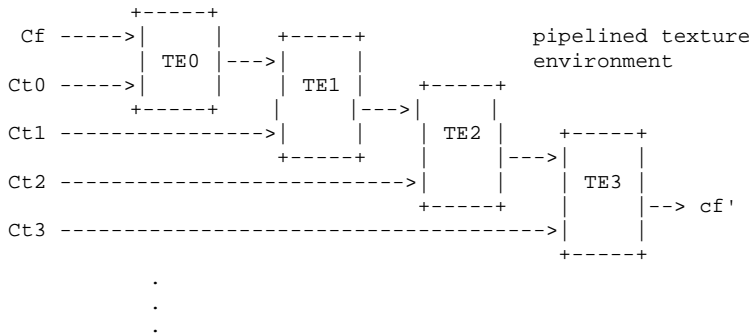 +-----+
Cf ----->|     |          +-----+          pipelined texture
| TE0 |--->|     |          environment
Ct0 ----->|     |    | TE1 |    +-----+
+-----+    |     |--->|     |
Ct1 --------------->|     |    | TE2 |    +-----+
+-----+    |     |--->|     |
Ct2 -------------------------->|     |    | TE3 |
+-----+    |     |--> cf'
Ct3 ------------------------------------->|     |
+-----+
.
.
.